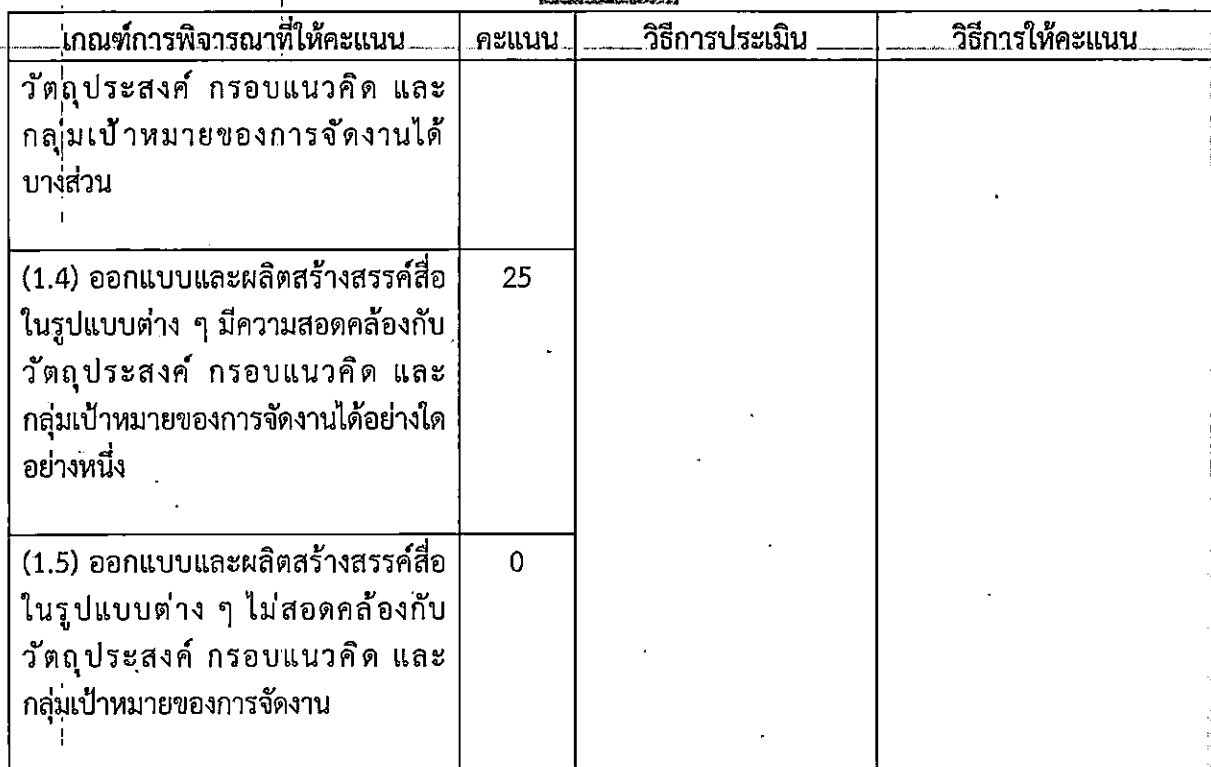 เกณฑ์การพิจารณาที่ให้คะแนน คะแนน วิธีการประเมิน วิธีการให้คะแนน
วัตถุประสงค์ กรอบแนวคิด และ
กลุ่มเป้าหมายของการจัดงานได้
บางส่วน
(1.4) ออกแบบและผลิตสร้างสรรค์สื่อ 25
ในรูปแบบต่าง ๆ มีความสอดคล้องกับ
วัตถุประสงค์ กรอบแนวคิด และ
กลุ่มเป้าหมายของการจัดงานได้อย่างใด
อย่างหนึ่ง
(1.5) ออกแบบและผลิตสร้างสรรค์สื่อ 0
ในรูปแบบต่าง ๆ ไม่สอดคล้องกับ
วัตถุประสงค์ กรอบแนวคิด และ
กลุ่มเป้าหมายของการจัดงาน